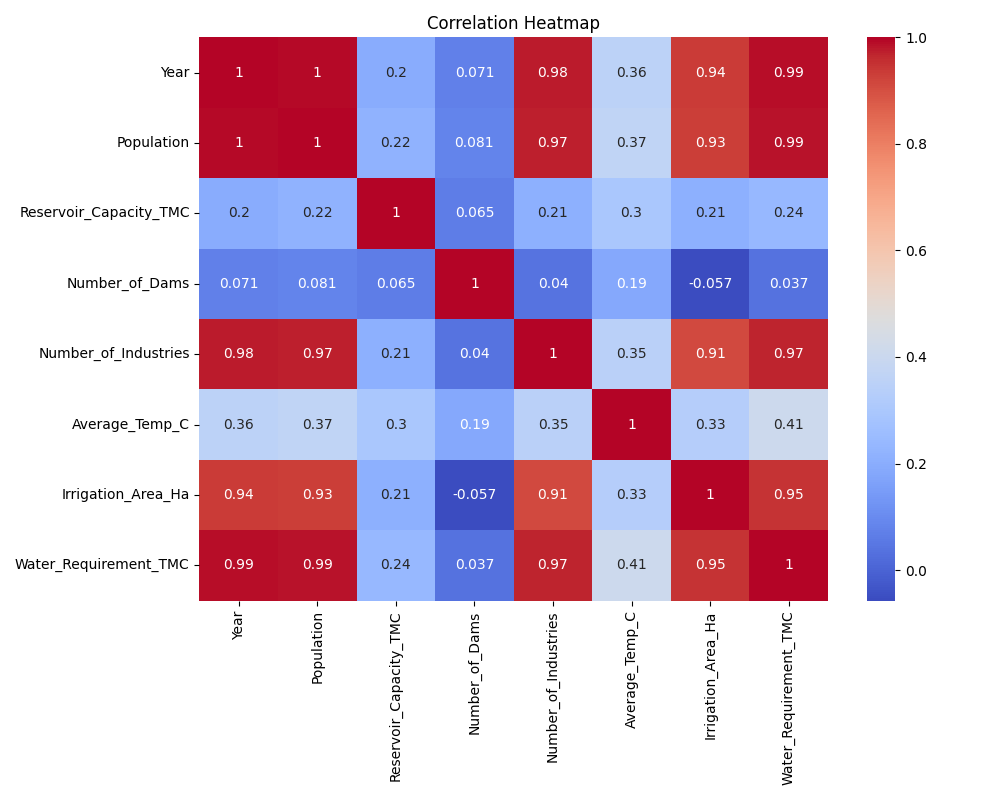 Correlation Heatmap
Year 1 1 0.2 0.071 0.98 0.36 0.94 0.99
Population 1 1 0.22 0.081 0.97 0.37 0.93 0.99
Reservoir_Capacity_TMC 0.2 0.22 1 0.065 0.21 0.3 0.21 0.24
Number_of_Dams 0.071 0.081 0.065 1 0.04 0.19 -0.057 0.037
Number_of_Industries 0.98 0.97 0.21 0.04 1 0.35 0.91 0.97
Average_Temp_C 0.36 0.37 0.3 0.19 0.35 1 0.33 0.41
Irrigation_Area_Ha 0.94 0.93 0.21 -0.057 0.91 0.33 1 0.95
Water_Requirement_TMC 0.99 0.99 0.24 0.037 0.97 0.41 0.95 1
Year
Population
Reservoir_Capacity_TMC
Number_of_Dams
Number_of_Industries
Average_Temp_C
Irrigation_Area_Ha
Water_Requirement_TMC
1.0
0.8
0.6
0.4
0.2
0.0